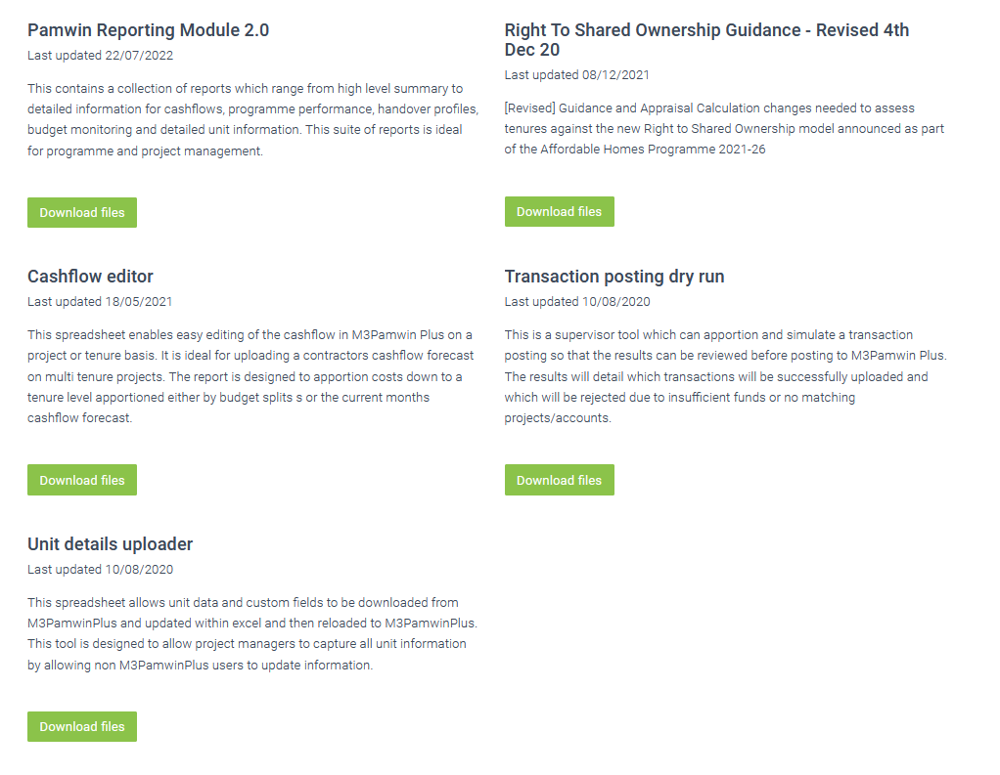 Pamwin Reporting Module 2.0
Last updated 22/07/2022
This contains a collection of reports which range from high level summary to
detailed information for cashflows, programme performance, handover profiles,
budget monitoring and detailed unit information. This suite of reports is ideal
for programme and project management.
Download files
Right To Shared Ownership Guidance - Revised 4th
Dec 20
Last updated 08/12/2021
[Revised] Guidance and Appraisal Calculation changes needed to assess
tenures against the new Right to Shared Ownership model announced as part
of the Affordable Homes Programme 2021-26
Download files
Cashflow editor
Last updated 18/05/2021
This spreadsheet enables easy editing of the cashflow in M3Pamwin Plus on a
project or tenure basis. It is ideal for uploading a contractors cashflow forecast
on multi tenure projects. The report is designed to apportion costs down to a
tenure level apportioned either by budget splits s or the current months
cashflow forecast.
Download files
Transaction posting dry run
Last updated 10/08/2020
This is a supervisor tool which can apportion and simulate a transaction
posting so that the results can be reviewed before posting to M3Pamwin Plus.
The results will detail which transactions will be successfully uploaded and
which will be rejected due to insufficient funds or no matching
projects/accounts.
Download files
Unit details uploader
Last updated 10/08/2020
This spreadsheet allows unit data and custom fields to be downloaded from
M3PamwinPlus and updated within excel and then reloaded to M3PamwinPlus.
This tool is designed to allow project managers to capture all unit information
by allowing non M3PamwinPlus users to update information.
Download files